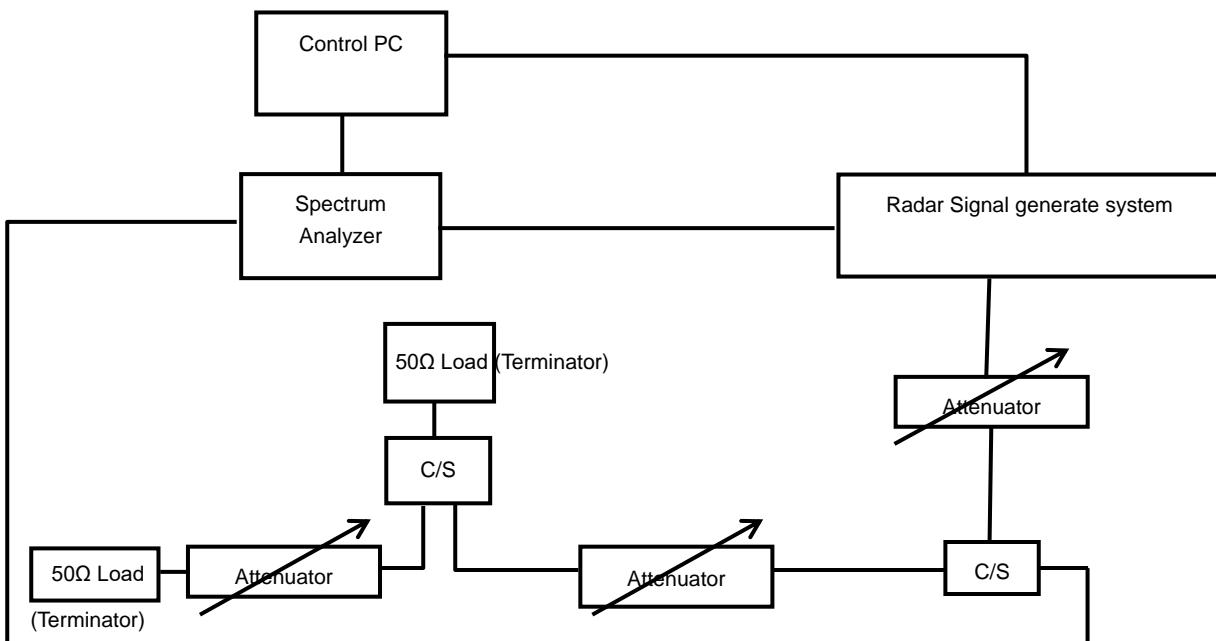 Control PC
Spectrum
Analyzer
Radar Signal generate system
50Ω Load (Terminator)
Attenuator
C/S
50Ω Load
(Terminator)
Attenuator
Attenuator
C/S